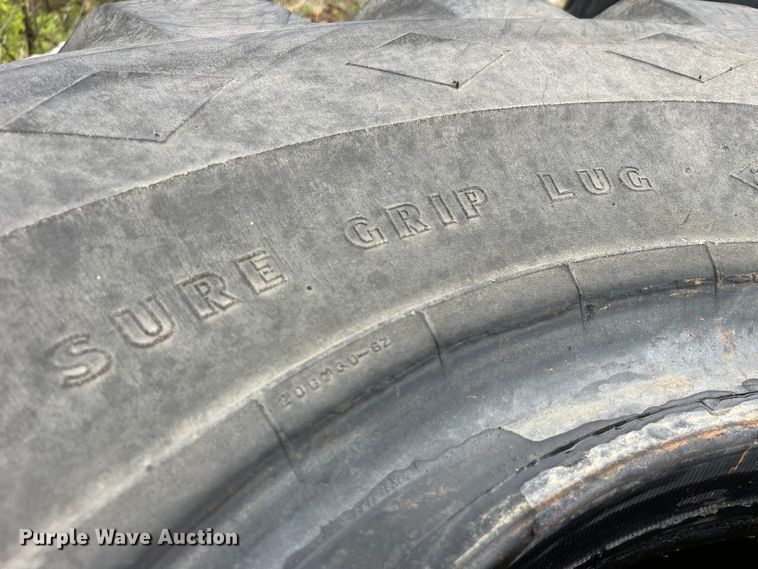 SURE GRIP LUG
Purple Wave Auction